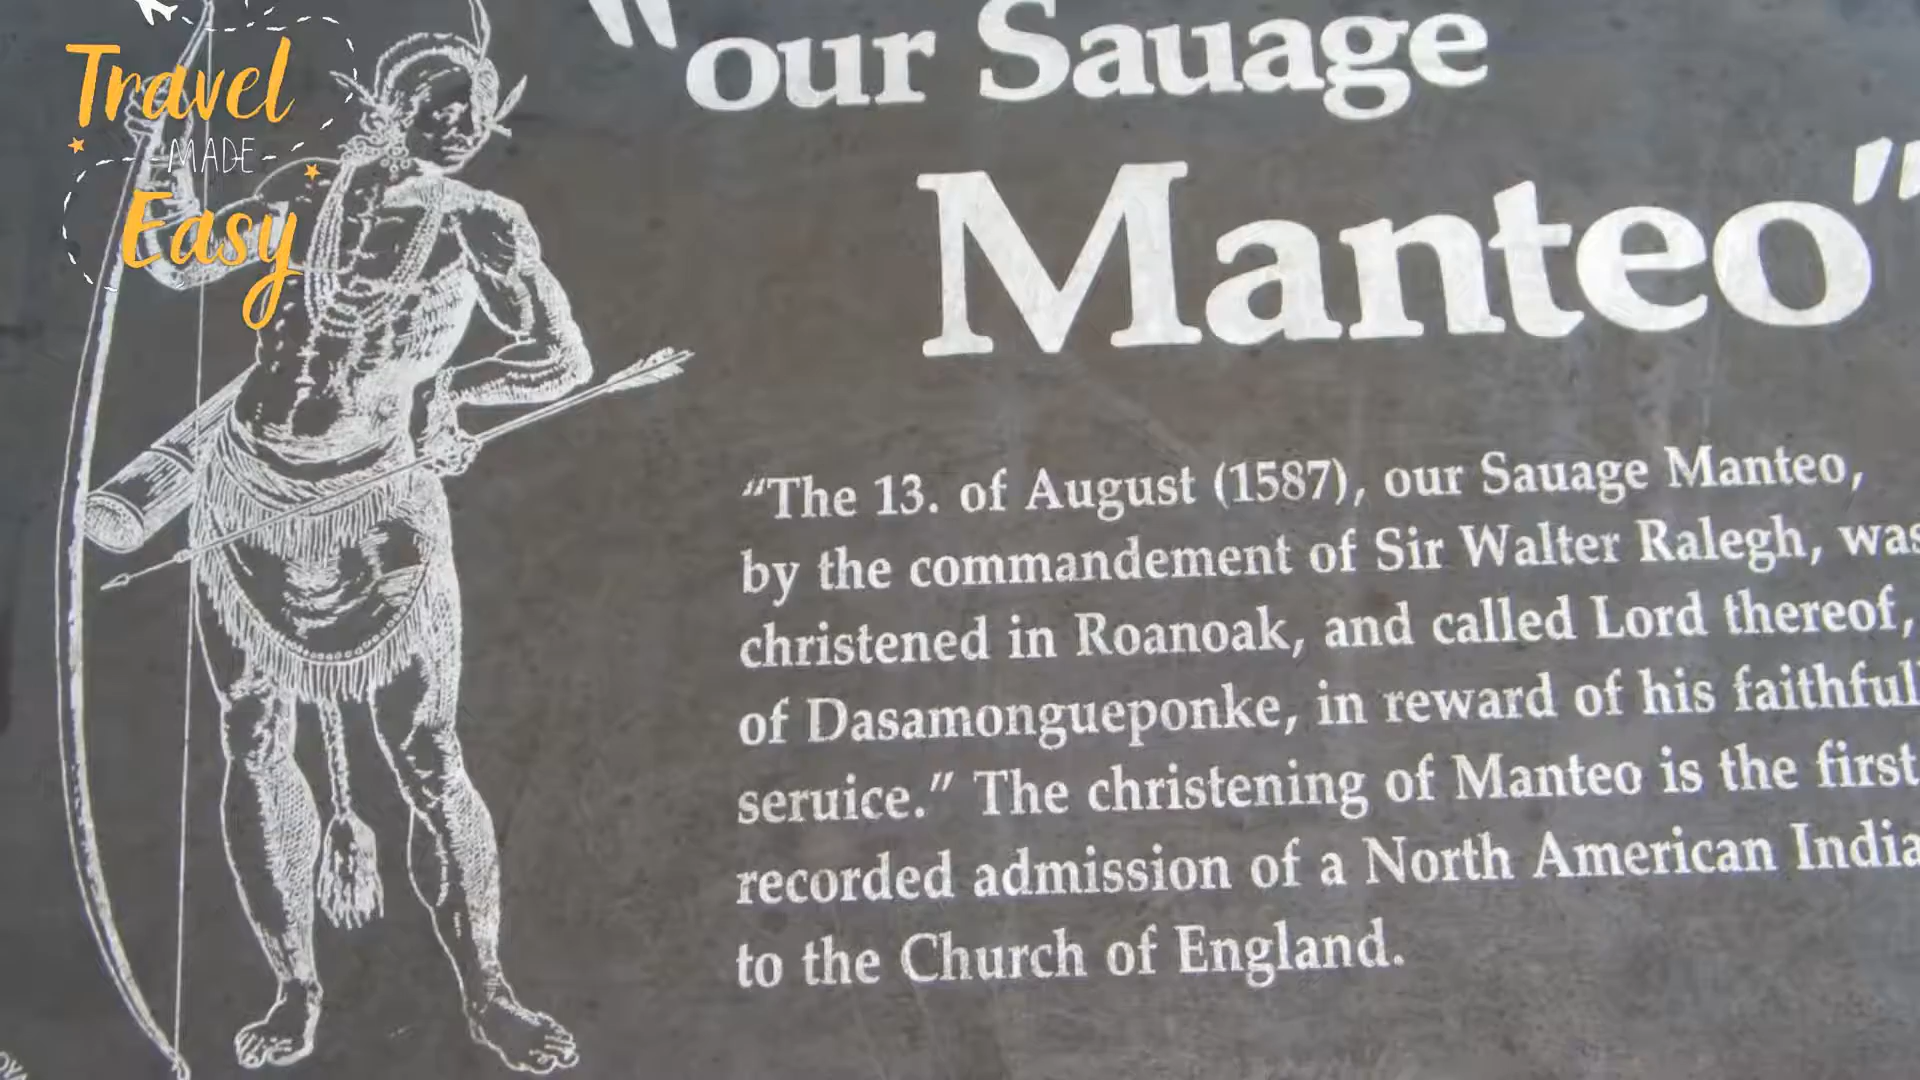 Travel
MADE
Easy
"our Sauage
Manteo"
"The 13. of August (1587), our Sauage Manteo,
by the commandement of Sir Walter Ralegh, was
christened in Roanoak, and called Lord thereof,
of Dasamongueponke, in reward of his faithfull
seruice." The christening of Manteo is the first
recorded admission of a North American India
to the Church of England.